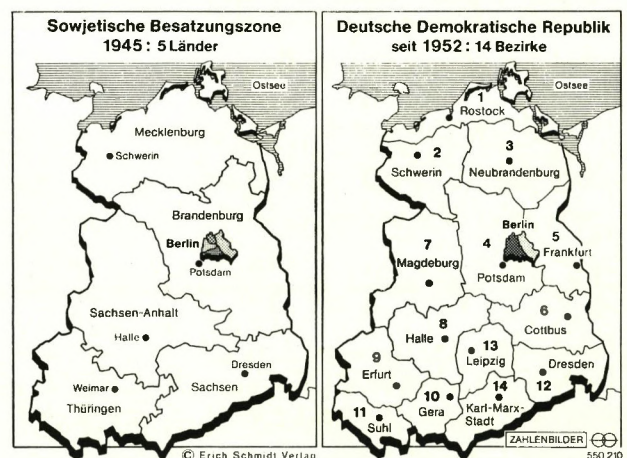 Sowjetische Besatzungszone
1945: 5 Länder
Ostsee
Mecklenburg
Schwerin
Brandenburg
Berlin
Potsdam
Sachsen-Anhalt
Halle
Dresden
Weimar
Sachsen
Thüringen
© Erich Schmidt Verlag
Deutsche Demokratische Republik
seit 1952: 14 Bezirke
Ostsee
1
Rostock
2
3
Schwerin
Neubrandenburg
Berlin
7
4
5
Frankfurt
Magdeburg
Potsdam
6
8
Cottbus
Halle
13
9
Leipzig
Dresden
Erfurt
12
10
14
11
Gera
Karl-Marx-
Stadt
Suhl
ZAHLENBILDER
550 210